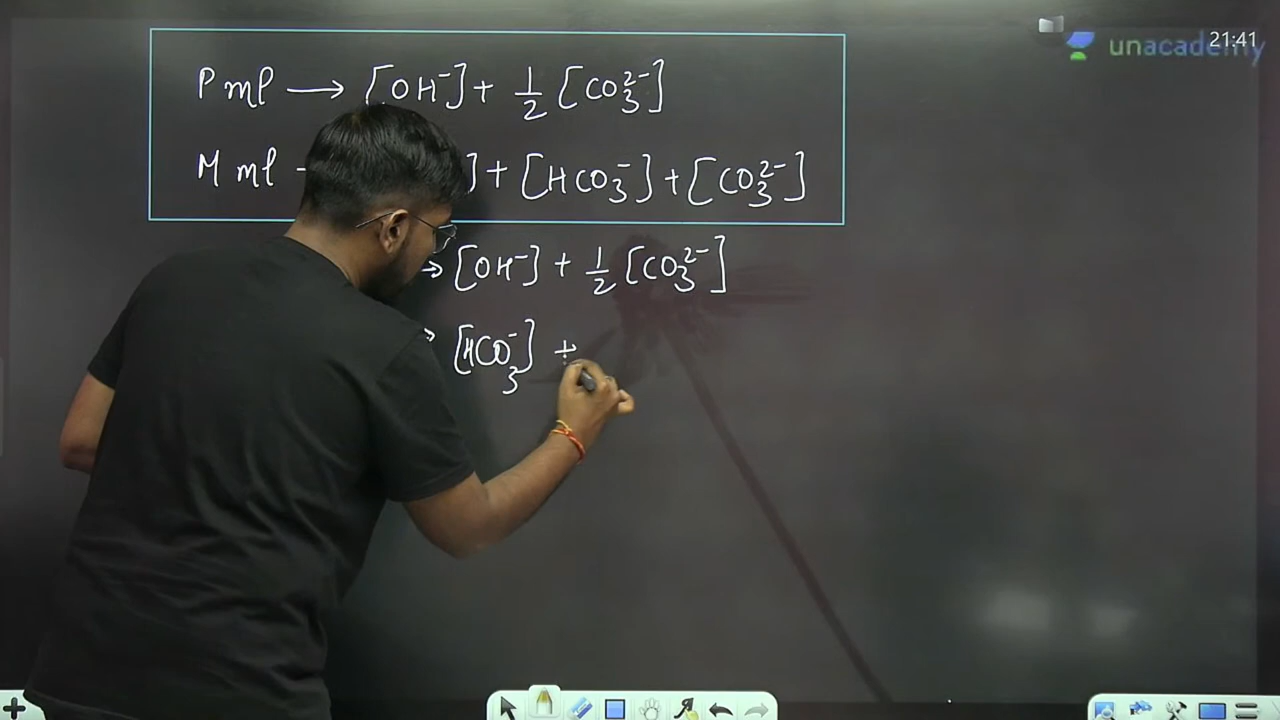 21:41
unacademy
P ml → [OH⁻] + 1/2 [CO₃²⁻]
M ml ] + [HCO₃⁻] + [CO₃²⁻]
→ [OH⁻] + 1/2 [CO₃²⁻]
→ [HCO₃⁻] +